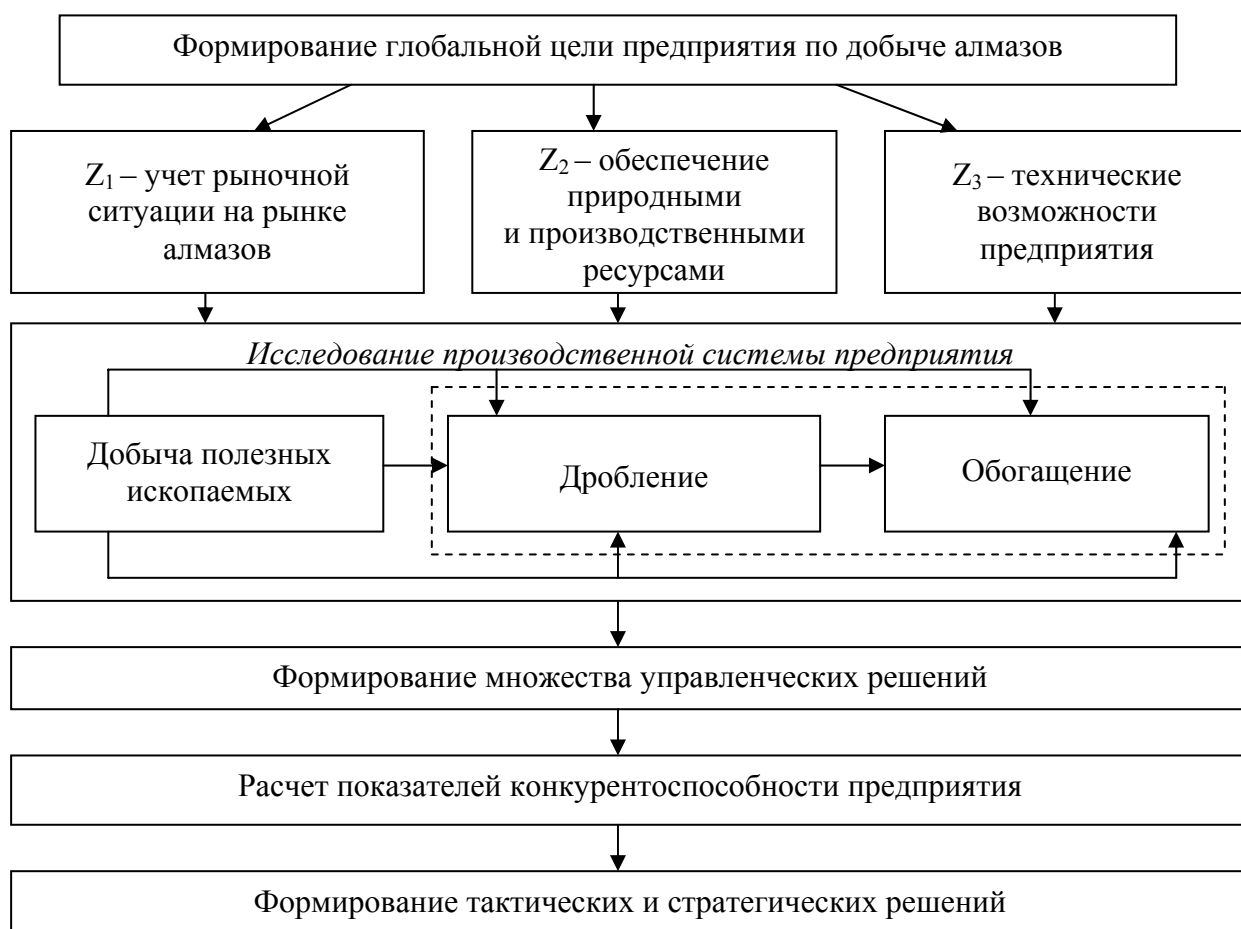 Формирование глобальной цели предприятия по добыче алмазов
Z₁ – учет рыночной
ситуации на рынке
алмазов
Z₂ – обеспечение
природными
и производственными
ресурсами
Z₃ – технические
возможности
предприятия
Исследование производственной системы предприятия
Добыча полезных
ископаемых
Дробление
Обогащение
Формирование множества управленческих решений
Расчет показателей конкурентоспособности предприятия
Формирование тактических и стратегических решений